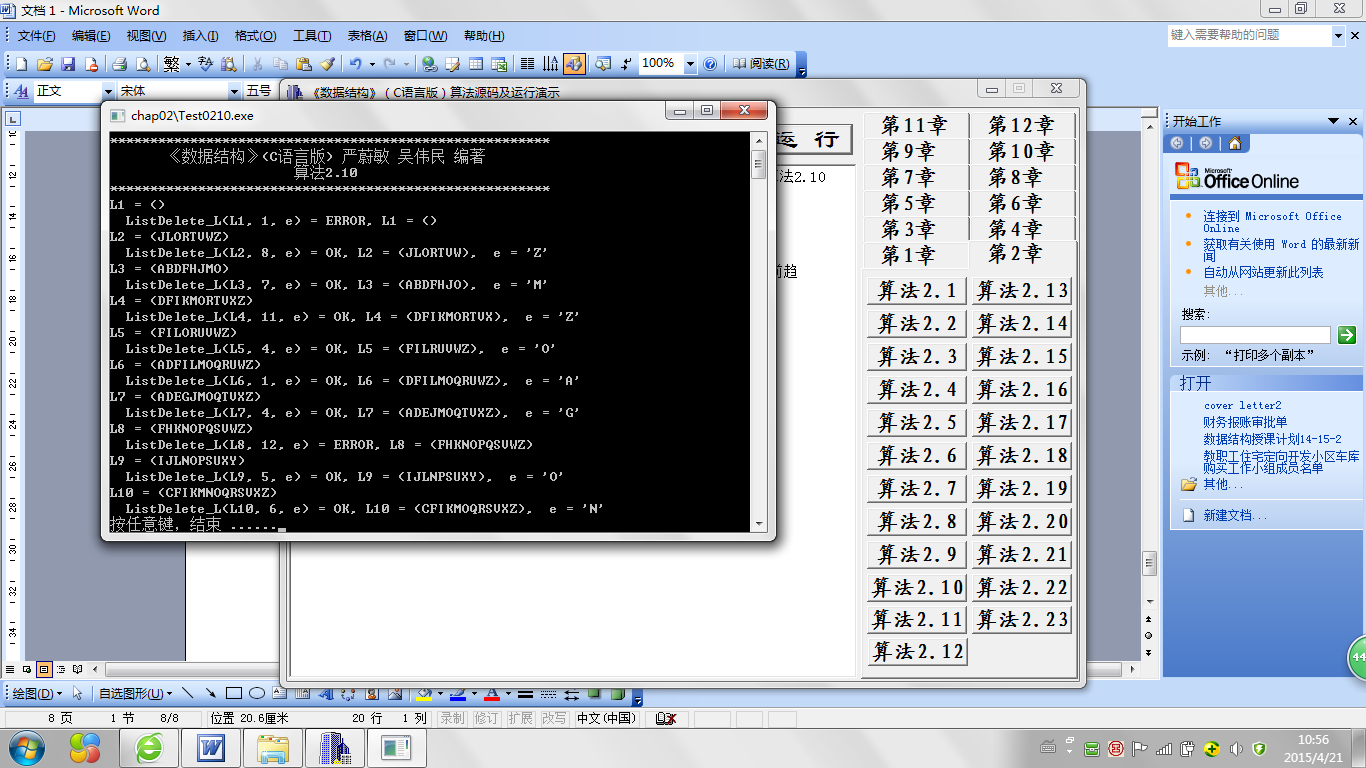 文档 1 - Microsoft Word
文件(F) 编辑(E) 视图(V) 插入(I) 格式(O) 工具(T) 表格(A) 窗口(W) 帮助(H)
键入需要帮助的问题
繁
100%
阅读(R)
正文 宋体 五号
《数据结构》（C语言版）算法源码及运行演示
chap02\Test0210.exe
*******************************************************
《数据结构》(C语言版) 严蔚敏 吴伟民 编著
算法2.10
*******************************************************
L1 = ()
ListDelete_L(L1, 1, e) = ERROR, L1 = ()
L2 = (JLORTVWZ)
ListDelete_L(L2, 8, e) = OK, L2 = (JLORTVW), e = 'Z'
L3 = (ABDFHJMO)
ListDelete_L(L3, 7, e) = OK, L3 = (ABDFHJO), e = 'M'
L4 = (DFIKMORTVXZ)
ListDelete_L(L4, 11, e) = OK, L4 = (DFIKMORTVX), e = 'Z'
L5 = (FILORUVWZ)
ListDelete_L(L5, 4, e) = OK, L5 = (FILRUVWZ), e = 'O'
L6 = (ADFILMOQRUWZ)
ListDelete_L(L6, 1, e) = OK, L6 = (DFILMOQRUWZ), e = 'A'
L7 = (ADEGJMOQTVXZ)
ListDelete_L(L7, 4, e) = OK, L7 = (ADEJMOQTVXZ), e = 'G'
L8 = (FHKNOPQSVWZ)
ListDelete_L(L8, 12, e) = ERROR, L8 = (FHKNOPQSVWZ)
L9 = (IJLNOPSUXY)
ListDelete_L(L9, 5, e) = OK, L9 = (IJLNPSUXY), e = 'O'
L10 = (CFIKMNOQRSVXZ)
ListDelete_L(L10, 6, e) = OK, L10 = (CFIKMOQRSVXZ), e = 'N'
按任意键, 结束 ......
运 行
算法2.10
前趋
第11章 第12章
第9章 第10章
第7章 第8章
第5章 第6章
第3章 第4章
第1章 第2章
算法2.1 算法2.13
算法2.2 算法2.14
算法2.3 算法2.15
算法2.4 算法2.16
算法2.5 算法2.17
算法2.6 算法2.18
算法2.7 算法2.19
算法2.8 算法2.20
算法2.9 算法2.21
算法2.10 算法2.22
算法2.11 算法2.23
算法2.12
开始工作
Microsoft
Office Online
连接到 Microsoft Office
Online
获取有关使用 Word 的最新新
闻
自动从网站更新此列表
其他...
搜索:
示例: “打印多个副本”
打开
cover letter2
财务报账审批单
数据结构授课计划14-15-2
教职工住宅定向开发小区车库
购买工作小组成员名单
其他...
新建文档...
44
绘图(D) 自选图形(U)
8 页 1 节 8/8 位置 20.6厘米 20 行 1 列 录制 修订 扩展 改写 中文(中国)
10:56
2015/4/21